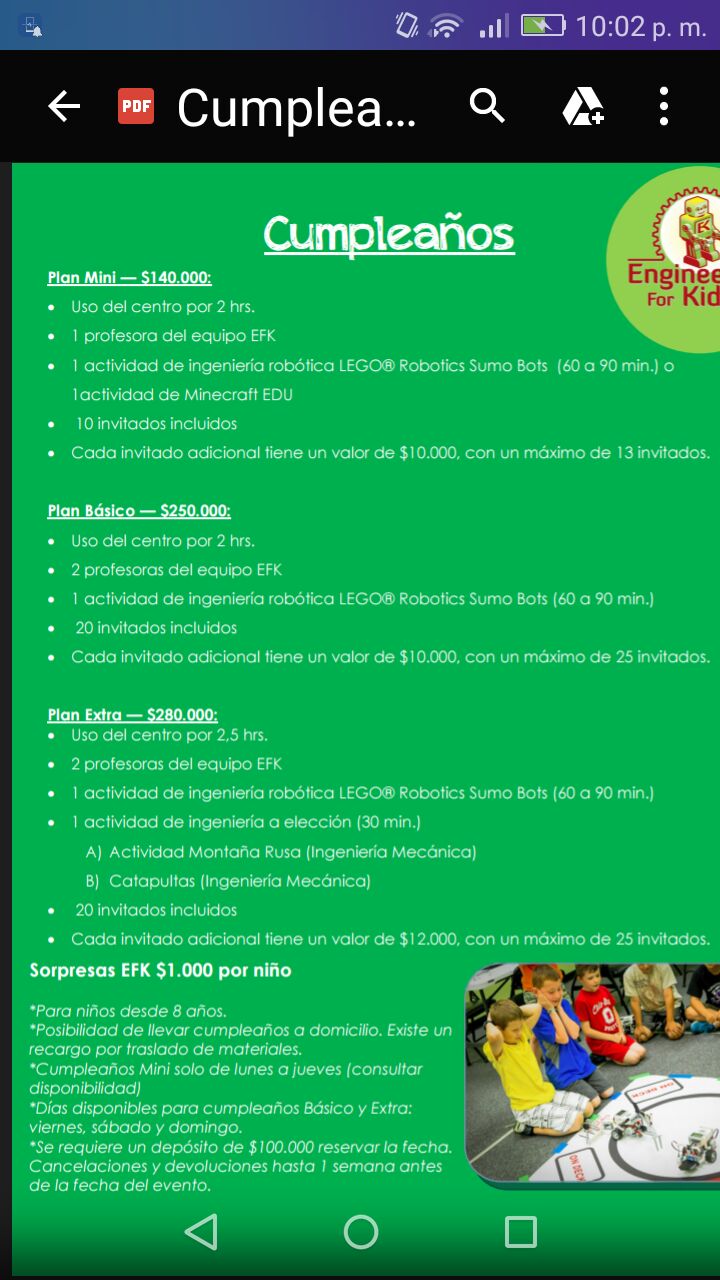 10:02 p. m.
PDF Cumplea...
Cumpleaños
Enginee
For Kid
Plan Mini — $140.000:
• Uso del centro por 2 hrs.
• 1 profesora del equipo EFK
• 1 actividad de ingeniería robótica LEGO® Robotics Sumo Bots (60 a 90 min.) o
1actividad de Minecraft EDU
• 10 invitados incluidos
• Cada invitado adicional tiene un valor de $10.000, con un máximo de 13 invitados.
Plan Básico — $250.000:
• Uso del centro por 2 hrs.
• 2 profesoras del equipo EFK
• 1 actividad de ingeniería robótica LEGO® Robotics Sumo Bots (60 a 90 min.)
• 20 invitados incluidos
• Cada invitado adicional tiene un valor de $10.000, con un máximo de 25 invitados.
Plan Extra — $280.000:
• Uso del centro por 2,5 hrs.
• 2 profesoras del equipo EFK
• 1 actividad de ingeniería robótica LEGO® Robotics Sumo Bots (60 a 90 min.)
• 1 actividad de ingeniería a elección (30 min.)
A) Actividad Montaña Rusa (Ingeniería Mecánica)
B) Catapultas (Ingeniería Mecánica)
• 20 invitados incluidos
• Cada invitado adicional tiene un valor de $12.000, con un máximo de 25 invitados.
Sorpresas EFK $1.000 por niño
*Para niños desde 8 años.
*Posibilidad de llevar cumpleaños a domicilio. Existe un
recargo por traslado de materiales.
*Cumpleaños Mini solo de lunes a jueves (consultar
disponibilidad)
*Días disponibles para cumpleaños Básico y Extra:
viernes, sábado y domingo.
*Se requiere un depósito de $100.000 reservar la fecha.
Cancelaciones y devoluciones hasta 1 semana antes
de la fecha del evento.
ON DECK
ON DECK